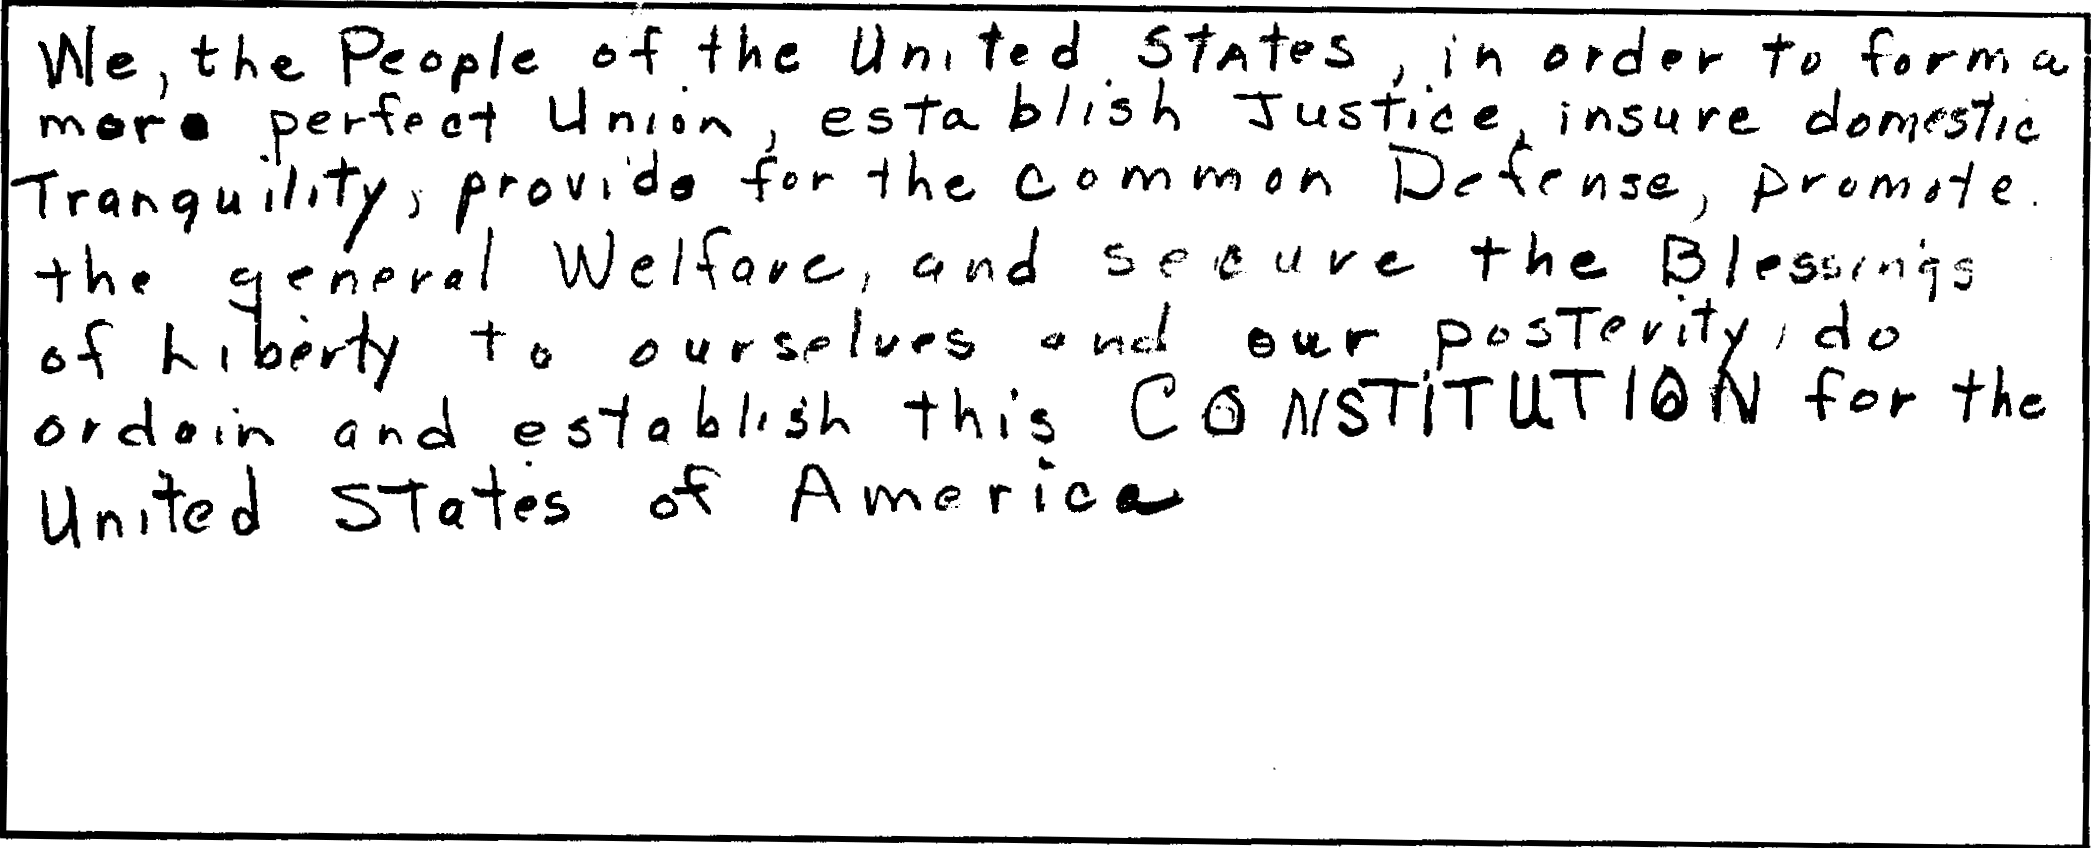 We, the People of the United States, in order to form a
more perfect Union, establish Justice, insure domestic
Tranquility, provide for the common Defense, promote
the general Welfare, and secure the Blessings
of Liberty to ourselves and our posterity, do
ordain and establish this CONSTITUTION for the
United States of America